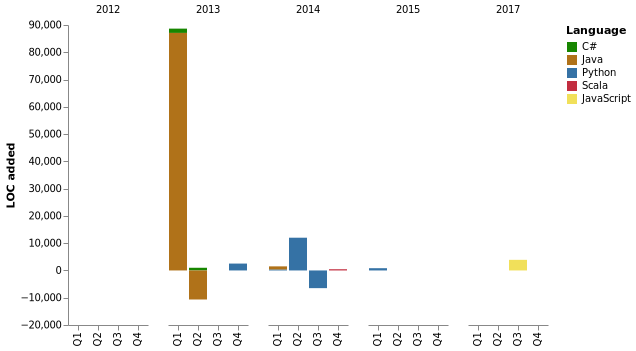 2012 2013 2014 2015 2017
Language
C#
Java
Python
Scala
JavaScript
LOC added
90,000
80,000
70,000
60,000
50,000
40,000
30,000
20,000
10,000
0
−10,000
−20,000
Q1 Q2 Q3 Q4 Q1 Q2 Q3 Q4 Q1 Q2 Q3 Q4 Q1 Q2 Q3 Q4 Q1 Q2 Q3 Q4